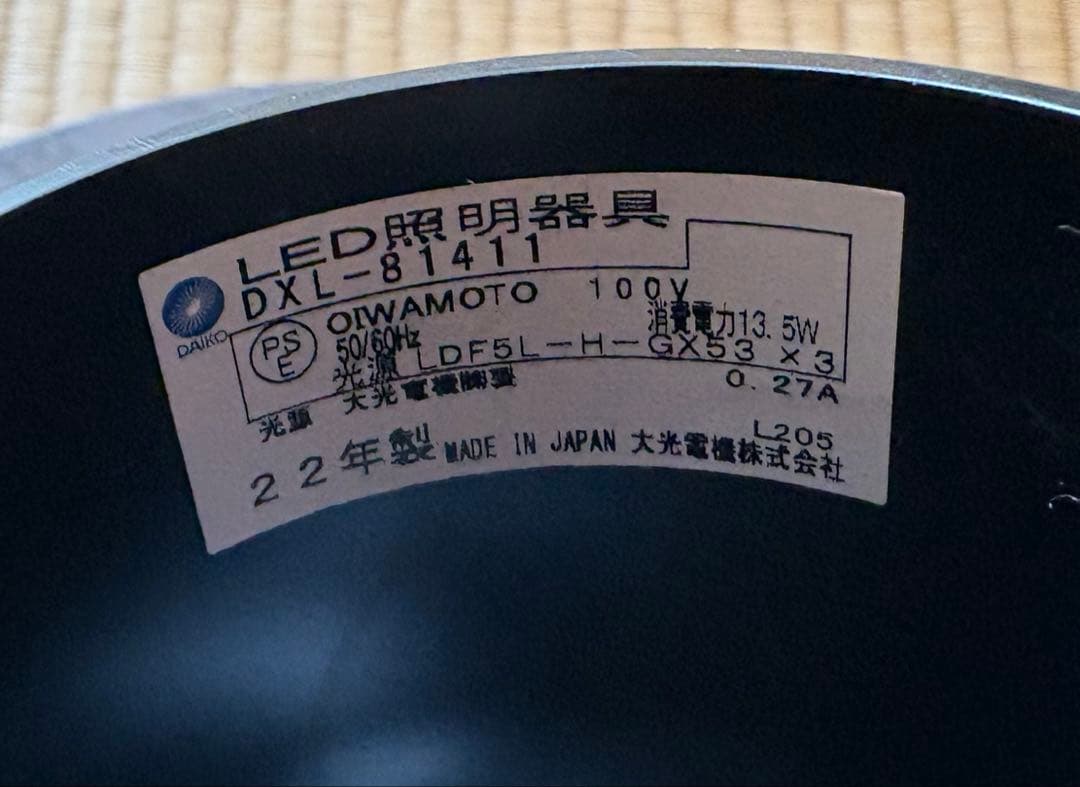 LED照明器具
DXL-81411
DAIKO
PS
E
OIWAMOTO 100V
50/60Hz 消費電力13.5W
光源 LDF5L-H-GX53 ×3
大光電機㈱製 0.27A
光源
L205
22年製 MADE IN JAPAN 大光電機株式会社